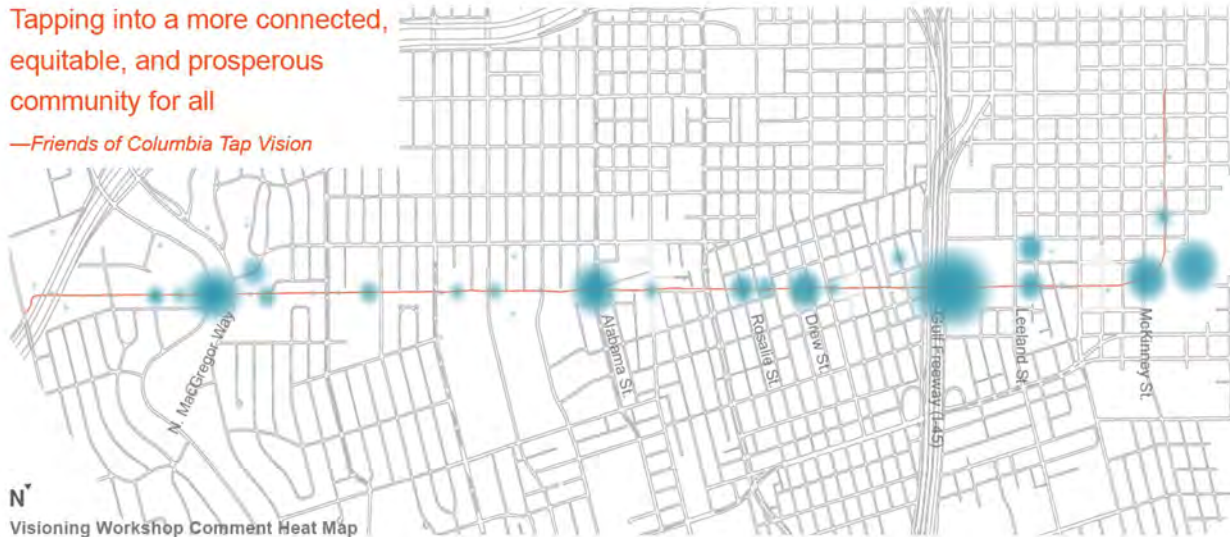 Tapping into a more connected,
equitable, and prosperous
community for all
—Friends of Columbia Tap Vision
N. MacGregor Way
Alabama St.
Rosalie St.
Drew St.
Gulf Freeway (I-45)
Leeland St.
McKinney St.
N
Visioning Workshop Comment Heat Map